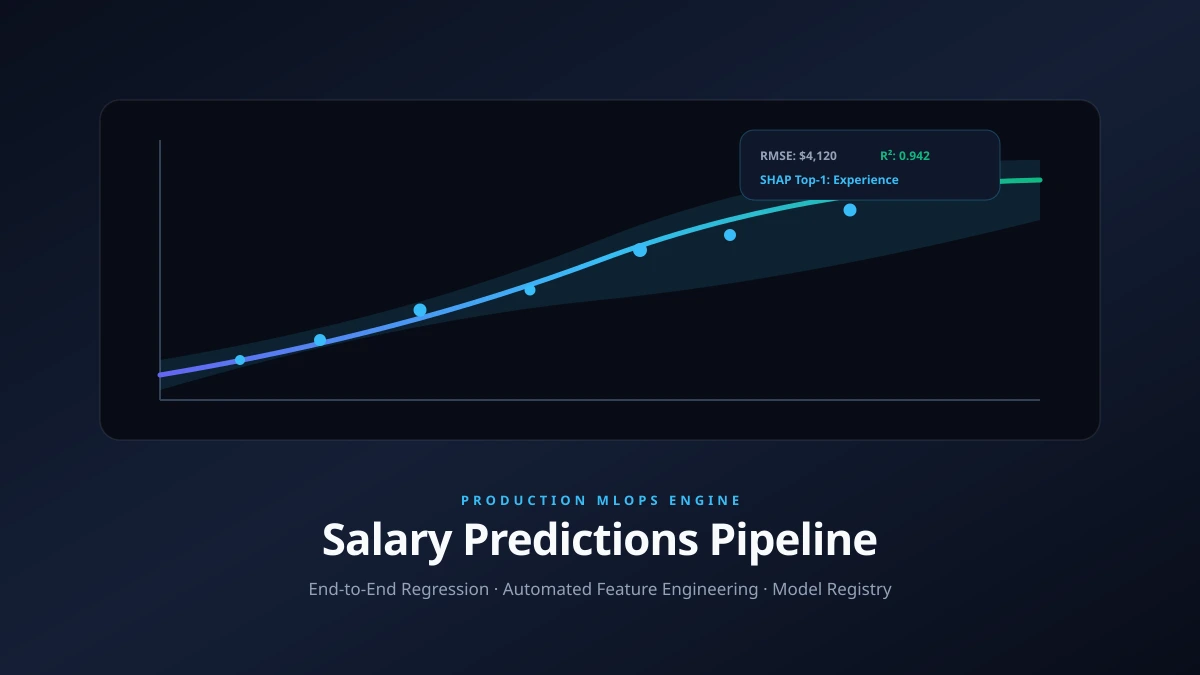 RMSE: $4,120 R²: 0.942
SHAP Top-1: Experience
PRODUCTION MLOPS ENGINE
Salary Predictions Pipeline
End-to-End Regression · Automated Feature Engineering · Model Registry